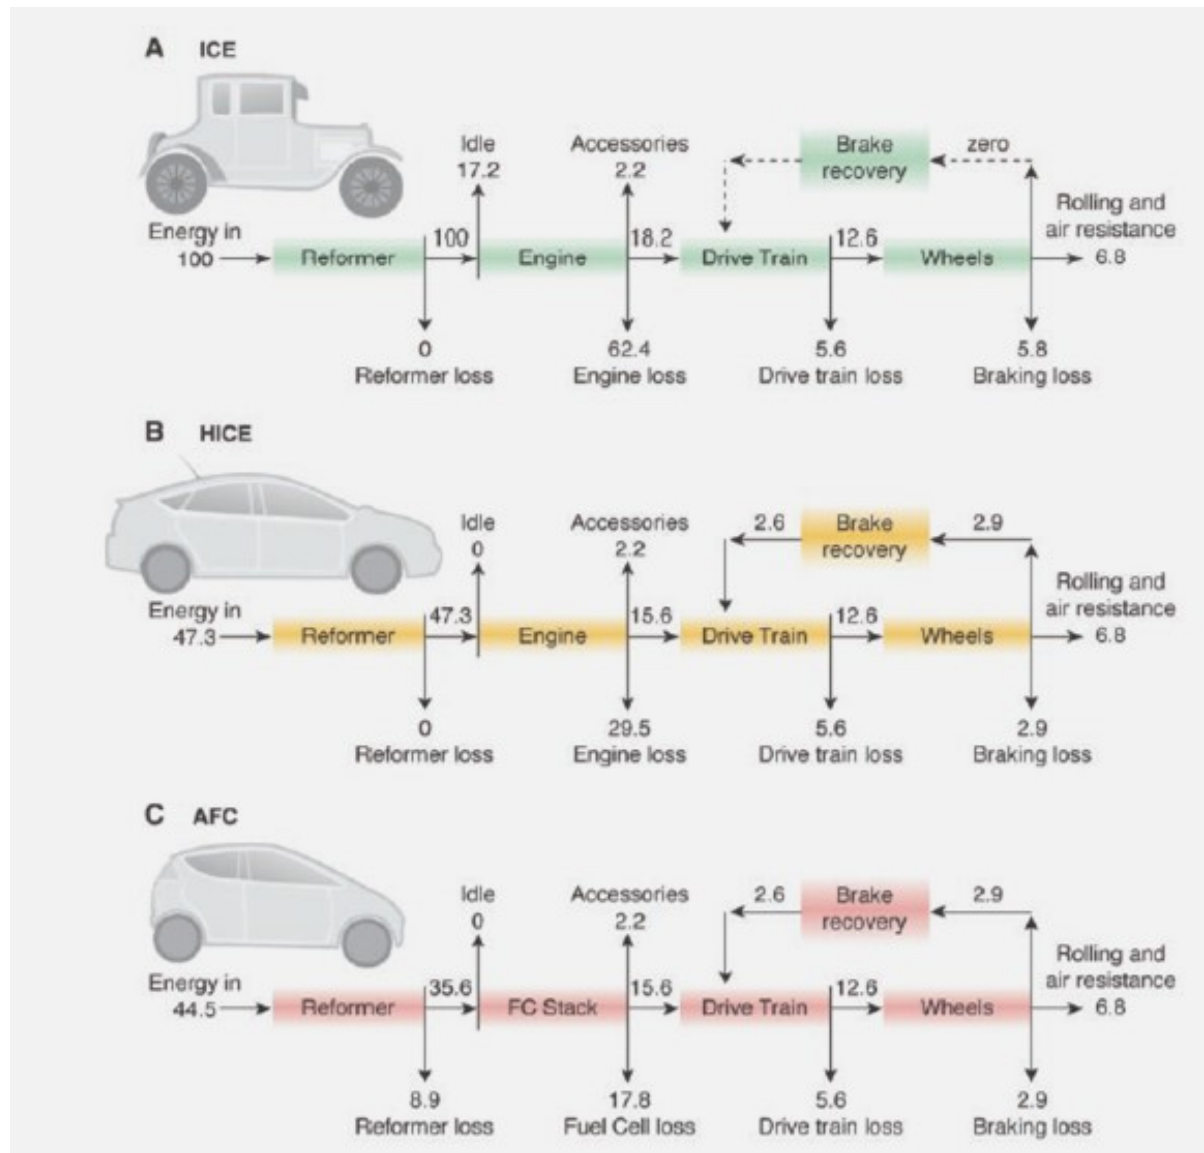 A ICE
Idle
17.2
Accessories
2.2
Brake
recovery
zero
Rolling and
air resistance
6.8
Energy in
100
Reformer
100
Engine
18.2
Drive Train
12.6
Wheels
0
Reformer loss
62.4
Engine loss
5.6
Drive train loss
5.8
Braking loss
B HICE
Idle
0
Accessories
2.2
2.6
Brake
recovery
2.9
Rolling and
air resistance
6.8
Energy in
47.3
Reformer
47.3
Engine
15.6
Drive Train
12.6
Wheels
0
Reformer loss
29.5
Engine loss
5.6
Drive train loss
2.9
Braking loss
C AFC
Idle
0
Accessories
2.2
2.6
Brake
recovery
2.9
Rolling and
air resistance
6.8
Energy in
44.5
Reformer
35.6
FC Stack
15.6
Drive Train
12.6
Wheels
8.9
Reformer loss
17.8
Fuel Cell loss
5.6
Drive train loss
2.9
Braking loss